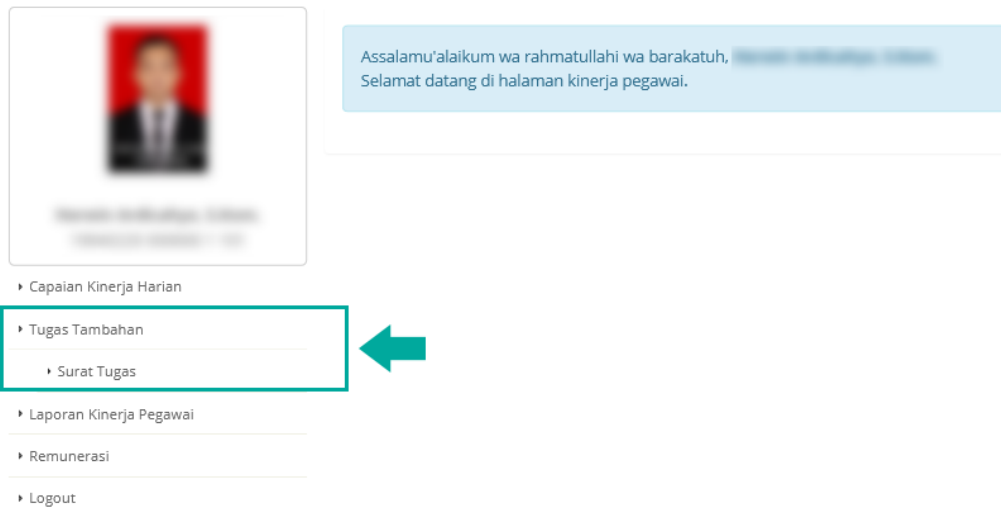 Assalamu'alaikum wa rahmatullahi wa barakatuh,
Selamat datang di halaman kinerja pegawai.
Capaian Kinerja Harian
Tugas Tambahan
Surat Tugas
Laporan Kinerja Pegawai
Remunerasi
Logout